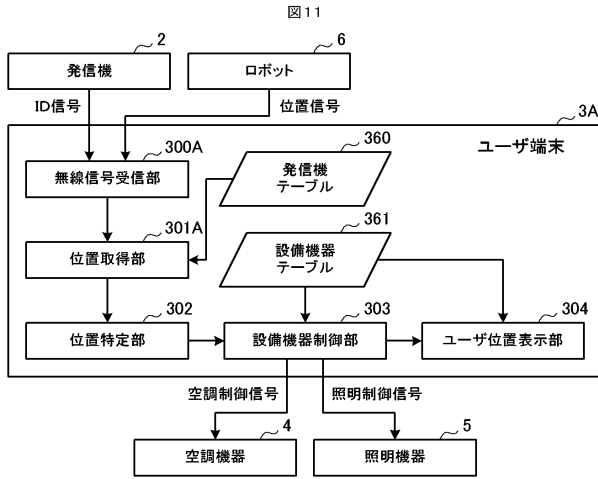 図11
2
6
発信機
ロボット
ID信号
位置信号
3A
ユーザ端末
300A
無線信号受信部
360
発信機
テーブル
301A
位置取得部
361
設備機器
テーブル
302
位置特定部
303
設備機器制御部
304
ユーザ位置表示部
空調制御信号
照明制御信号
4
空調機器
5
照明機器